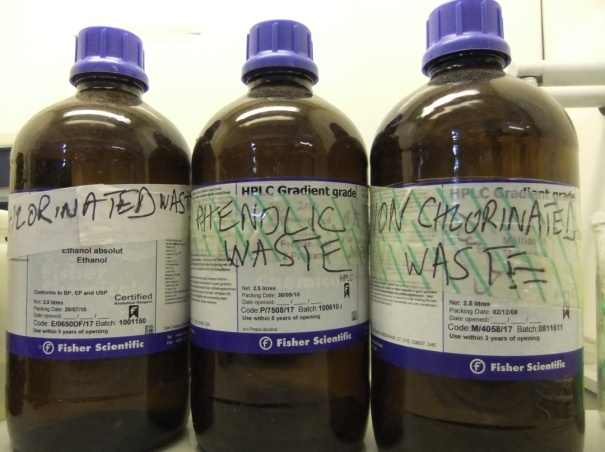 CHLORINATED WASTE
Ethanol absolut
Ethanol
Conforms to BP, EP and USP
Certified
Net: 2.5 litres
Packing Date: 20/07/10
Date opened:
Code: E/0650DF/17 Batch: 1001150
Use within 5 years of opening
Fisher Scientific
HPLC Gradient grade
PHENOLIC
WASTE
HPLC
Net: 2.5 litres
Packing Date: 30/09/10
Date opened:
Code P/7508/17 Batch: 100610
Use within 5 years of opening
n-Propyl alcohol
Fisher Scientific
HPLC Gradient grade
NON CHLORINATED
WASTE
Net: 2.5 litres
Packing Date: 02/12/08
Date opened:
Code: M/4058/17 Batch: 0811611
Use within 3 years of opening
Fisher Scientific